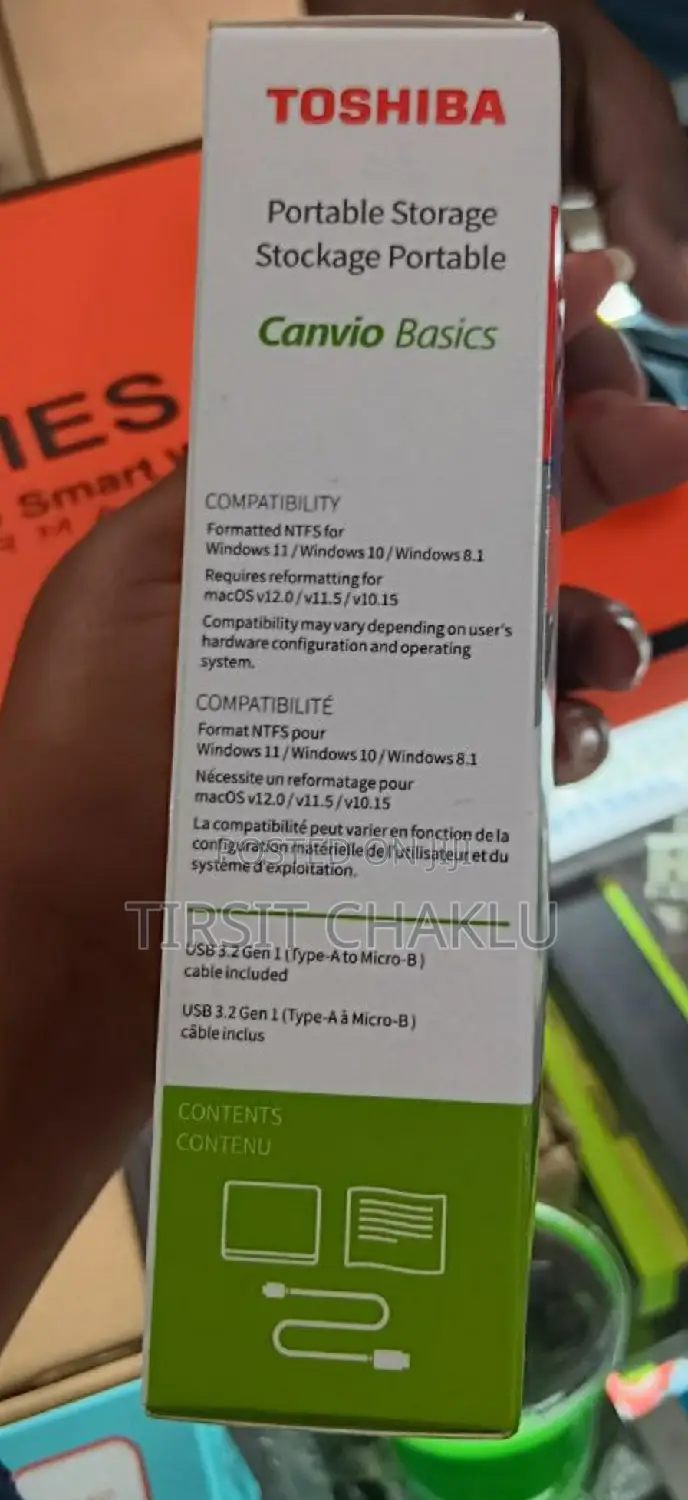 TOSHIBA
Portable Storage
Stockage Portable
Canvio Basics
COMPATIBILITY
Formatted NTFS for
Windows 11 / Windows 10 / Windows 8.1
Requires reformatting for
macOS v12.0 / v11.5 / v10.15
Compatibility may vary depending on user's
hardware configuration and operating
system.
COMPATIBILITÉ
Format NTFS pour
Windows 11 / Windows 10 / Windows 8.1
Nécessite un reformatage pour
macOS v12.0 / v11.5 / v10.15
La compatibilité peut varier en fonction de la
configuration matérielle de l'utilisateur et du
système d'exploitation.
POSTED ON JIJI
TIRSIT CHAKLU
USB 3.2 Gen 1 (Type-A to Micro-B)
cable included
USB 3.2 Gen 1 (Type-A à Micro-B)
câble inclus
CONTENTS
CONTENU
IES
Smart